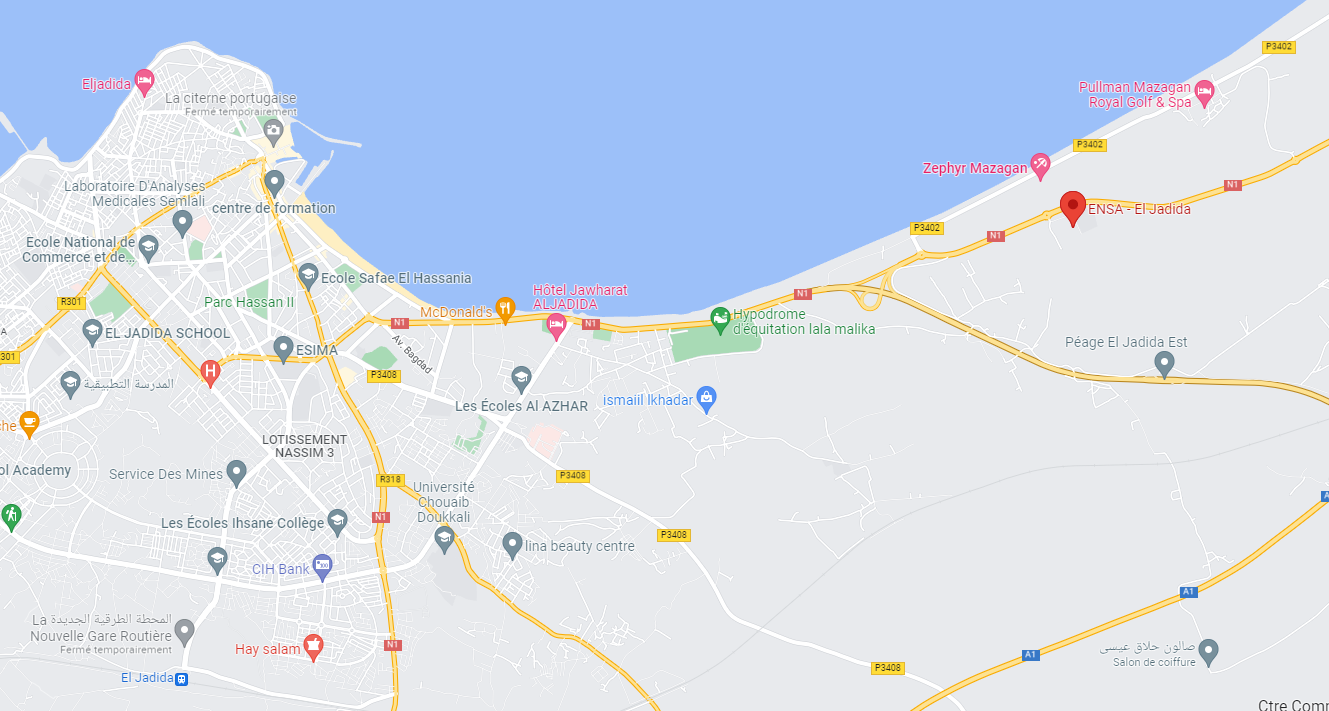 P3402
Eljadida
Pullman Mazagan
Royal Golf & Spa
La citerne portugaise
Fermé temporairement
P3402
Zephyr Mazagan
N1
Laboratoire D'Analyses
Médicales Semlali
centre de formation
ENSA - El Jadida
P3402
N1
Ecole National de
Commerce et de…
Ecole Safae El Hassania
Hôtel Jawharat
ALJADIDA
N1
R301
Parc Hassan II
McDonald's
Hypodrome
d'équitation lala malika
N1
N1
A
EL JADIDA SCHOOL
ESIMA
Av. Bagdad
Péage El Jadida Est
301
P3408
المدرسة التطبيقية
Les Écoles Al AZHAR
ismaiil lkhadar
che
LOTISSEMENT
NASSIM 3
ol Academy
Service Des Mines
P3408
R318
Université
Chouaib
Doukkali
A
N1
Les Écoles Ihsane Collège
P3408
lina beauty centre
CIH Bank
A1
المحطة الطرقية الجديدة La
Nouvelle Gare Routière
Fermé temporairement
Hay salam
N1
A1
صالون حلاق عيسى
Salon de coiffure
P3408
El Jadida
Ctre Comm